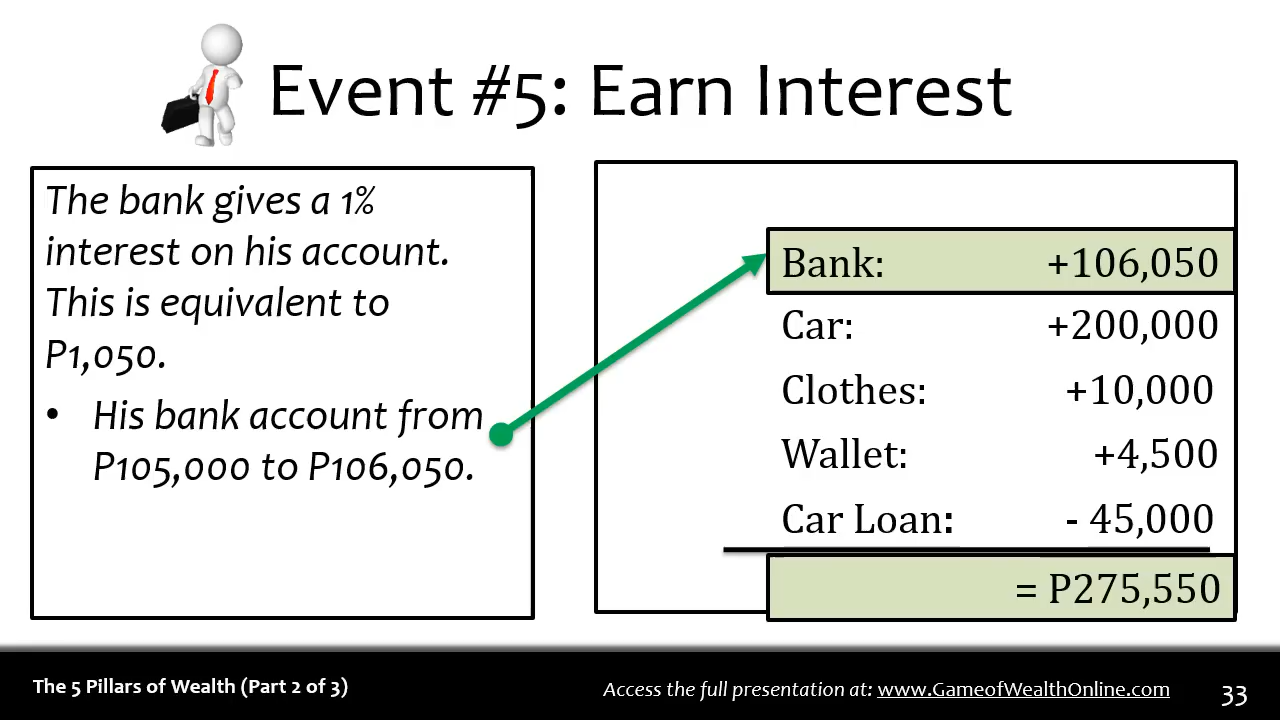 Event #5: Earn Interest
The bank gives a 1%
interest on his account.
This is equivalent to
P1,050.
• His bank account from
P105,000 to P106,050.
Bank: +106,050
Car: +200,000
Clothes: +10,000
Wallet: +4,500
Car Loan: - 45,000
= P275,550
The 5 Pillars of Wealth (Part 2 of 3)
Access the full presentation at: www.GameofWealthOnline.com
33